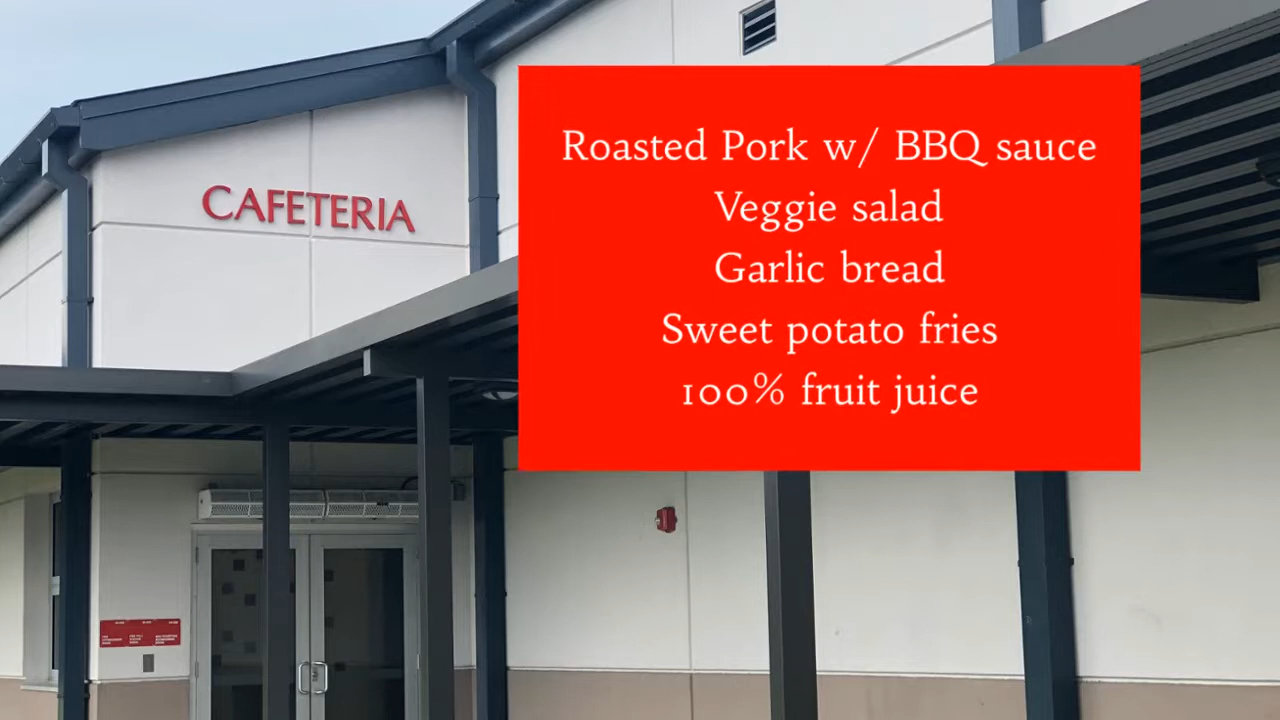 CAFETERIA
Roasted Pork w/ BBQ sauce
Veggie salad
Garlic bread
Sweet potato fries
100% fruit juice